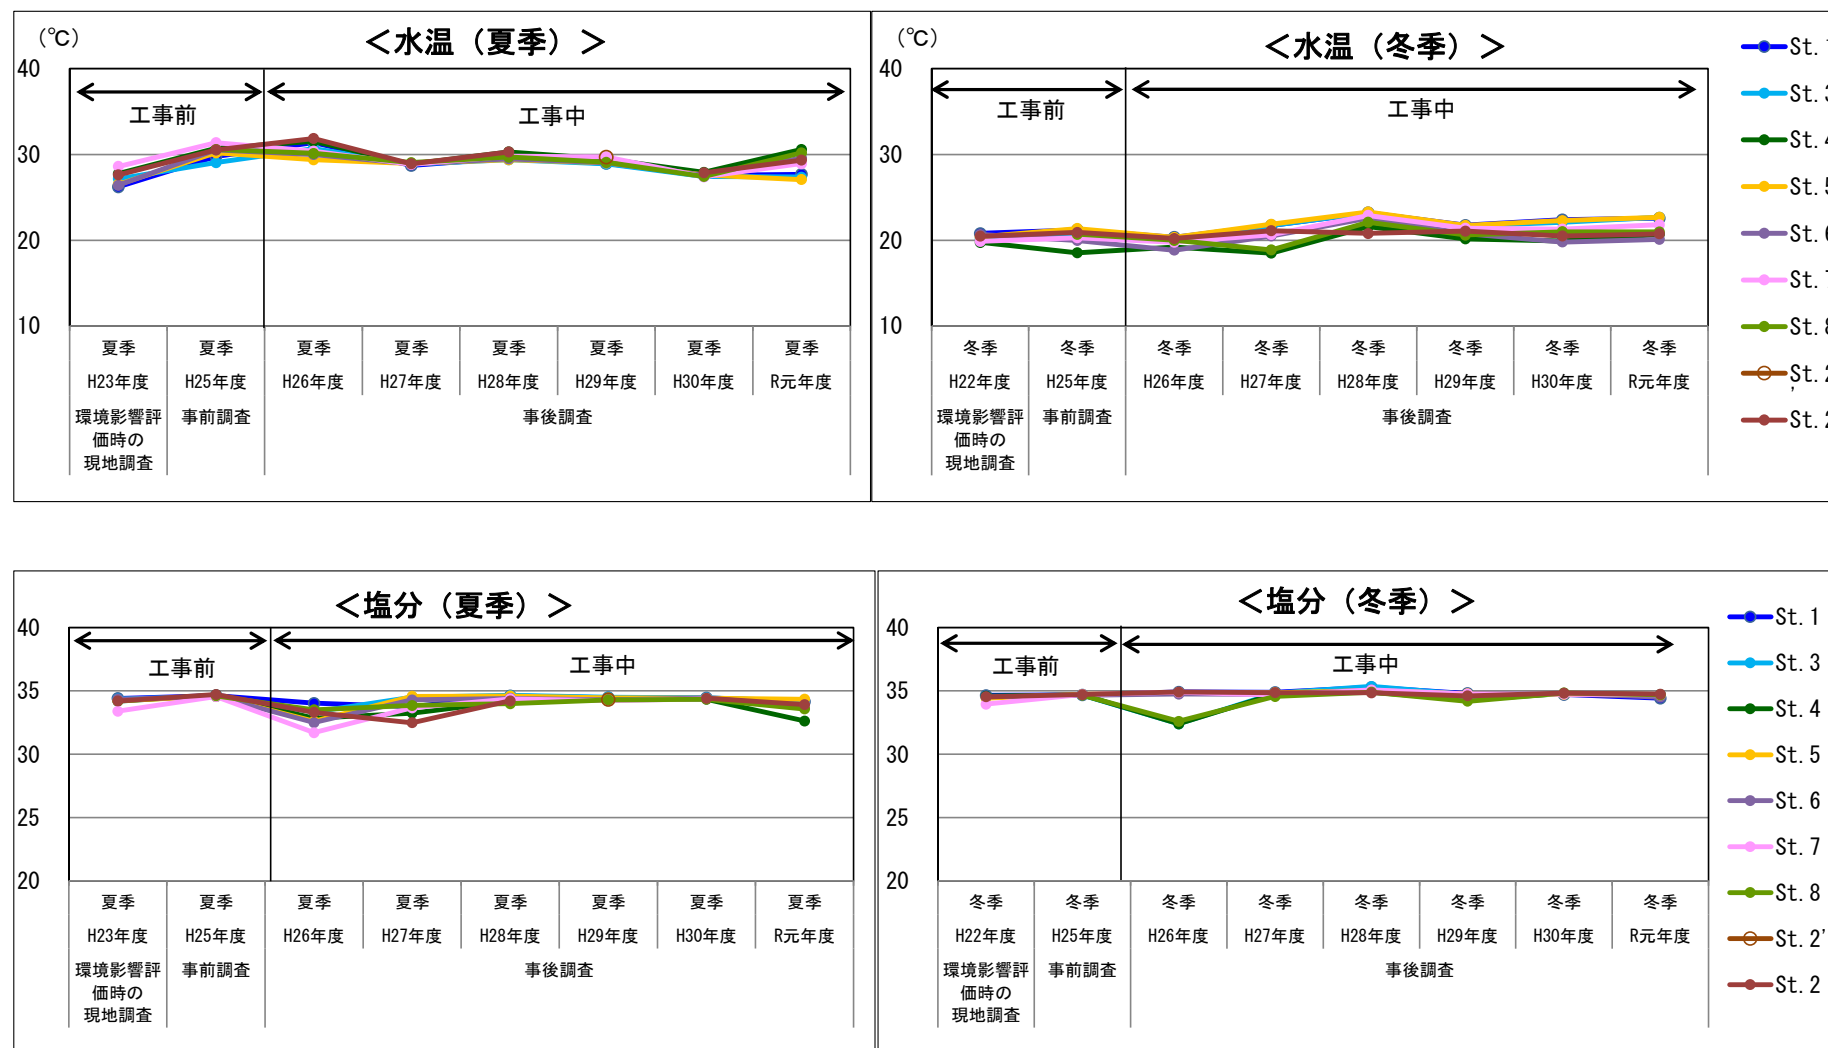 （℃）
＜水温（夏季）＞
40
30
20
10
工事前
工事中
夏季 夏季 夏季 夏季 夏季 夏季 夏季 夏季
H23年度 H25年度 H26年度 H27年度 H28年度 H29年度 H30年度 R元年度
環境影響評 事前調査 事後調査
価時の
現地調査
（℃）
＜水温（冬季）＞
40
30
20
10
工事前
工事中
冬季 冬季 冬季 冬季 冬季 冬季 冬季 冬季
H22年度 H25年度 H26年度 H27年度 H28年度 H29年度 H30年度 R元年度
環境影響評 事前調査 事後調査
価時の
現地調査
St.
St. 3
St. 4
St. 5
St. 6
St. 7
St. 8
St. 2
'
St. 2
＜塩分（夏季）＞
40
35
30
25
20
工事前
工事中
夏季 夏季 夏季 夏季 夏季 夏季 夏季 夏季
H23年度 H25年度 H26年度 H27年度 H28年度 H29年度 H30年度 R元年度
環境影響評 事前調査 事後調査
価時の
現地調査
＜塩分（冬季）＞
40
35
30
25
20
工事前
工事中
冬季 冬季 冬季 冬季 冬季 冬季 冬季 冬季
H22年度 H25年度 H26年度 H27年度 H28年度 H29年度 H30年度 R元年度
環境影響評 事前調査 事後調査
価時の
現地調査
St. 1
St. 3
St. 4
St. 5
St. 6
St. 7
St. 8
St. 2'
St. 2